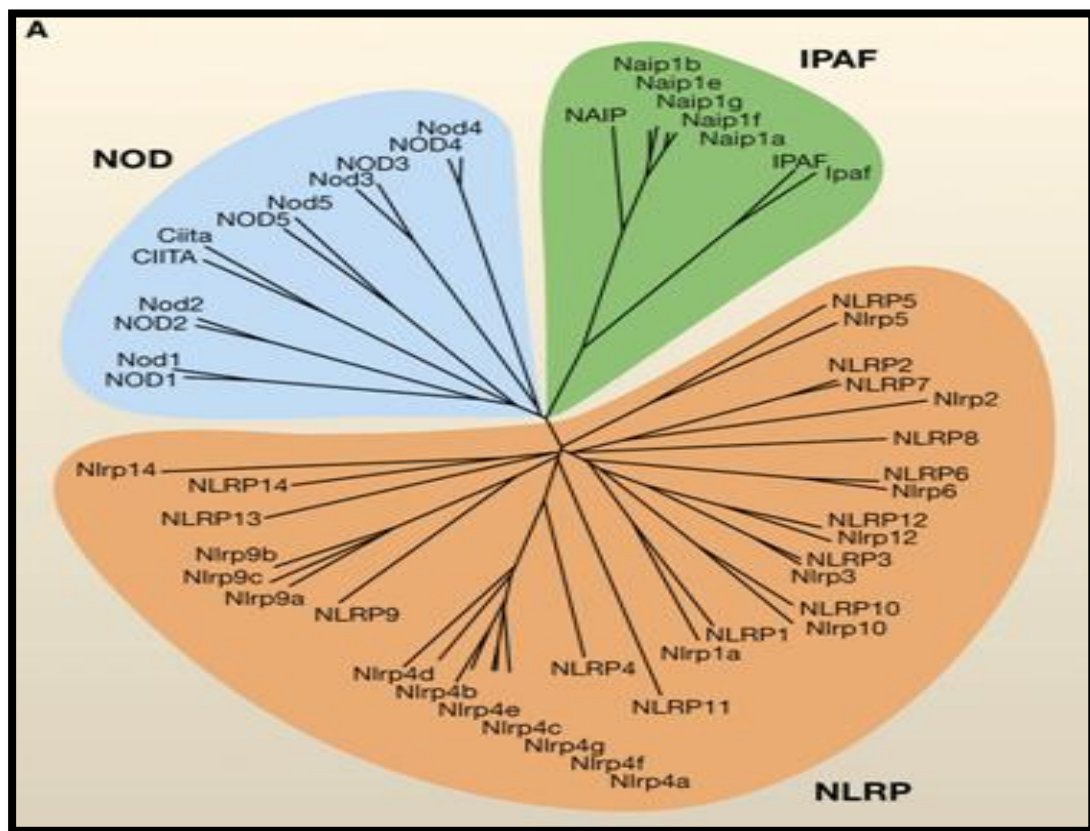 A
IPAF
Naip1b
Naip1e
Naip1g
NAIP
Naip1f
Naip1a
IPAF
Ipaf
NOD
Nod4
NOD4
NOD3
Nod3
Nod5
NOD5
Ciita
CIITA
Nod2
NOD2
Nod1
NOD1
NLRP5
Nlrp5
NLRP2
NLRP7
Nlrp2
NLRP8
NLRP6
Nlrp6
NLRP12
Nlrp12
NLRP3
Nlrp3
NLRP10
Nlrp10
NLRP1
Nlrp1a
NLRP11
NLRP4
Nlrp14
NLRP14
NLRP13
Nlrp9b
Nlrp9c
Nlrp9a
NLRP9
Nlrp4d
Nlrp4b
Nlrp4e
Nlrp4c
Nlrp4g
Nlrp4f
Nlrp4a
NLRP